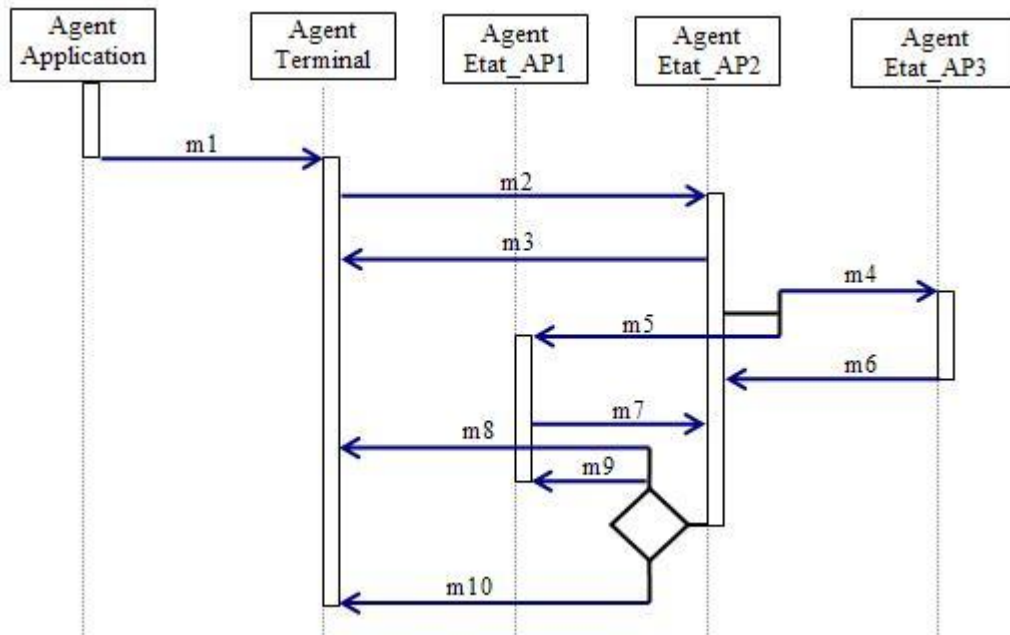 Agent
Application
Agent
Terminal
Agent
Etat_AP1
Agent
Etat_AP2
Agent
Etat_AP3
m1
m2
m3
m4
m5
m6
m7
m8
m9
m10